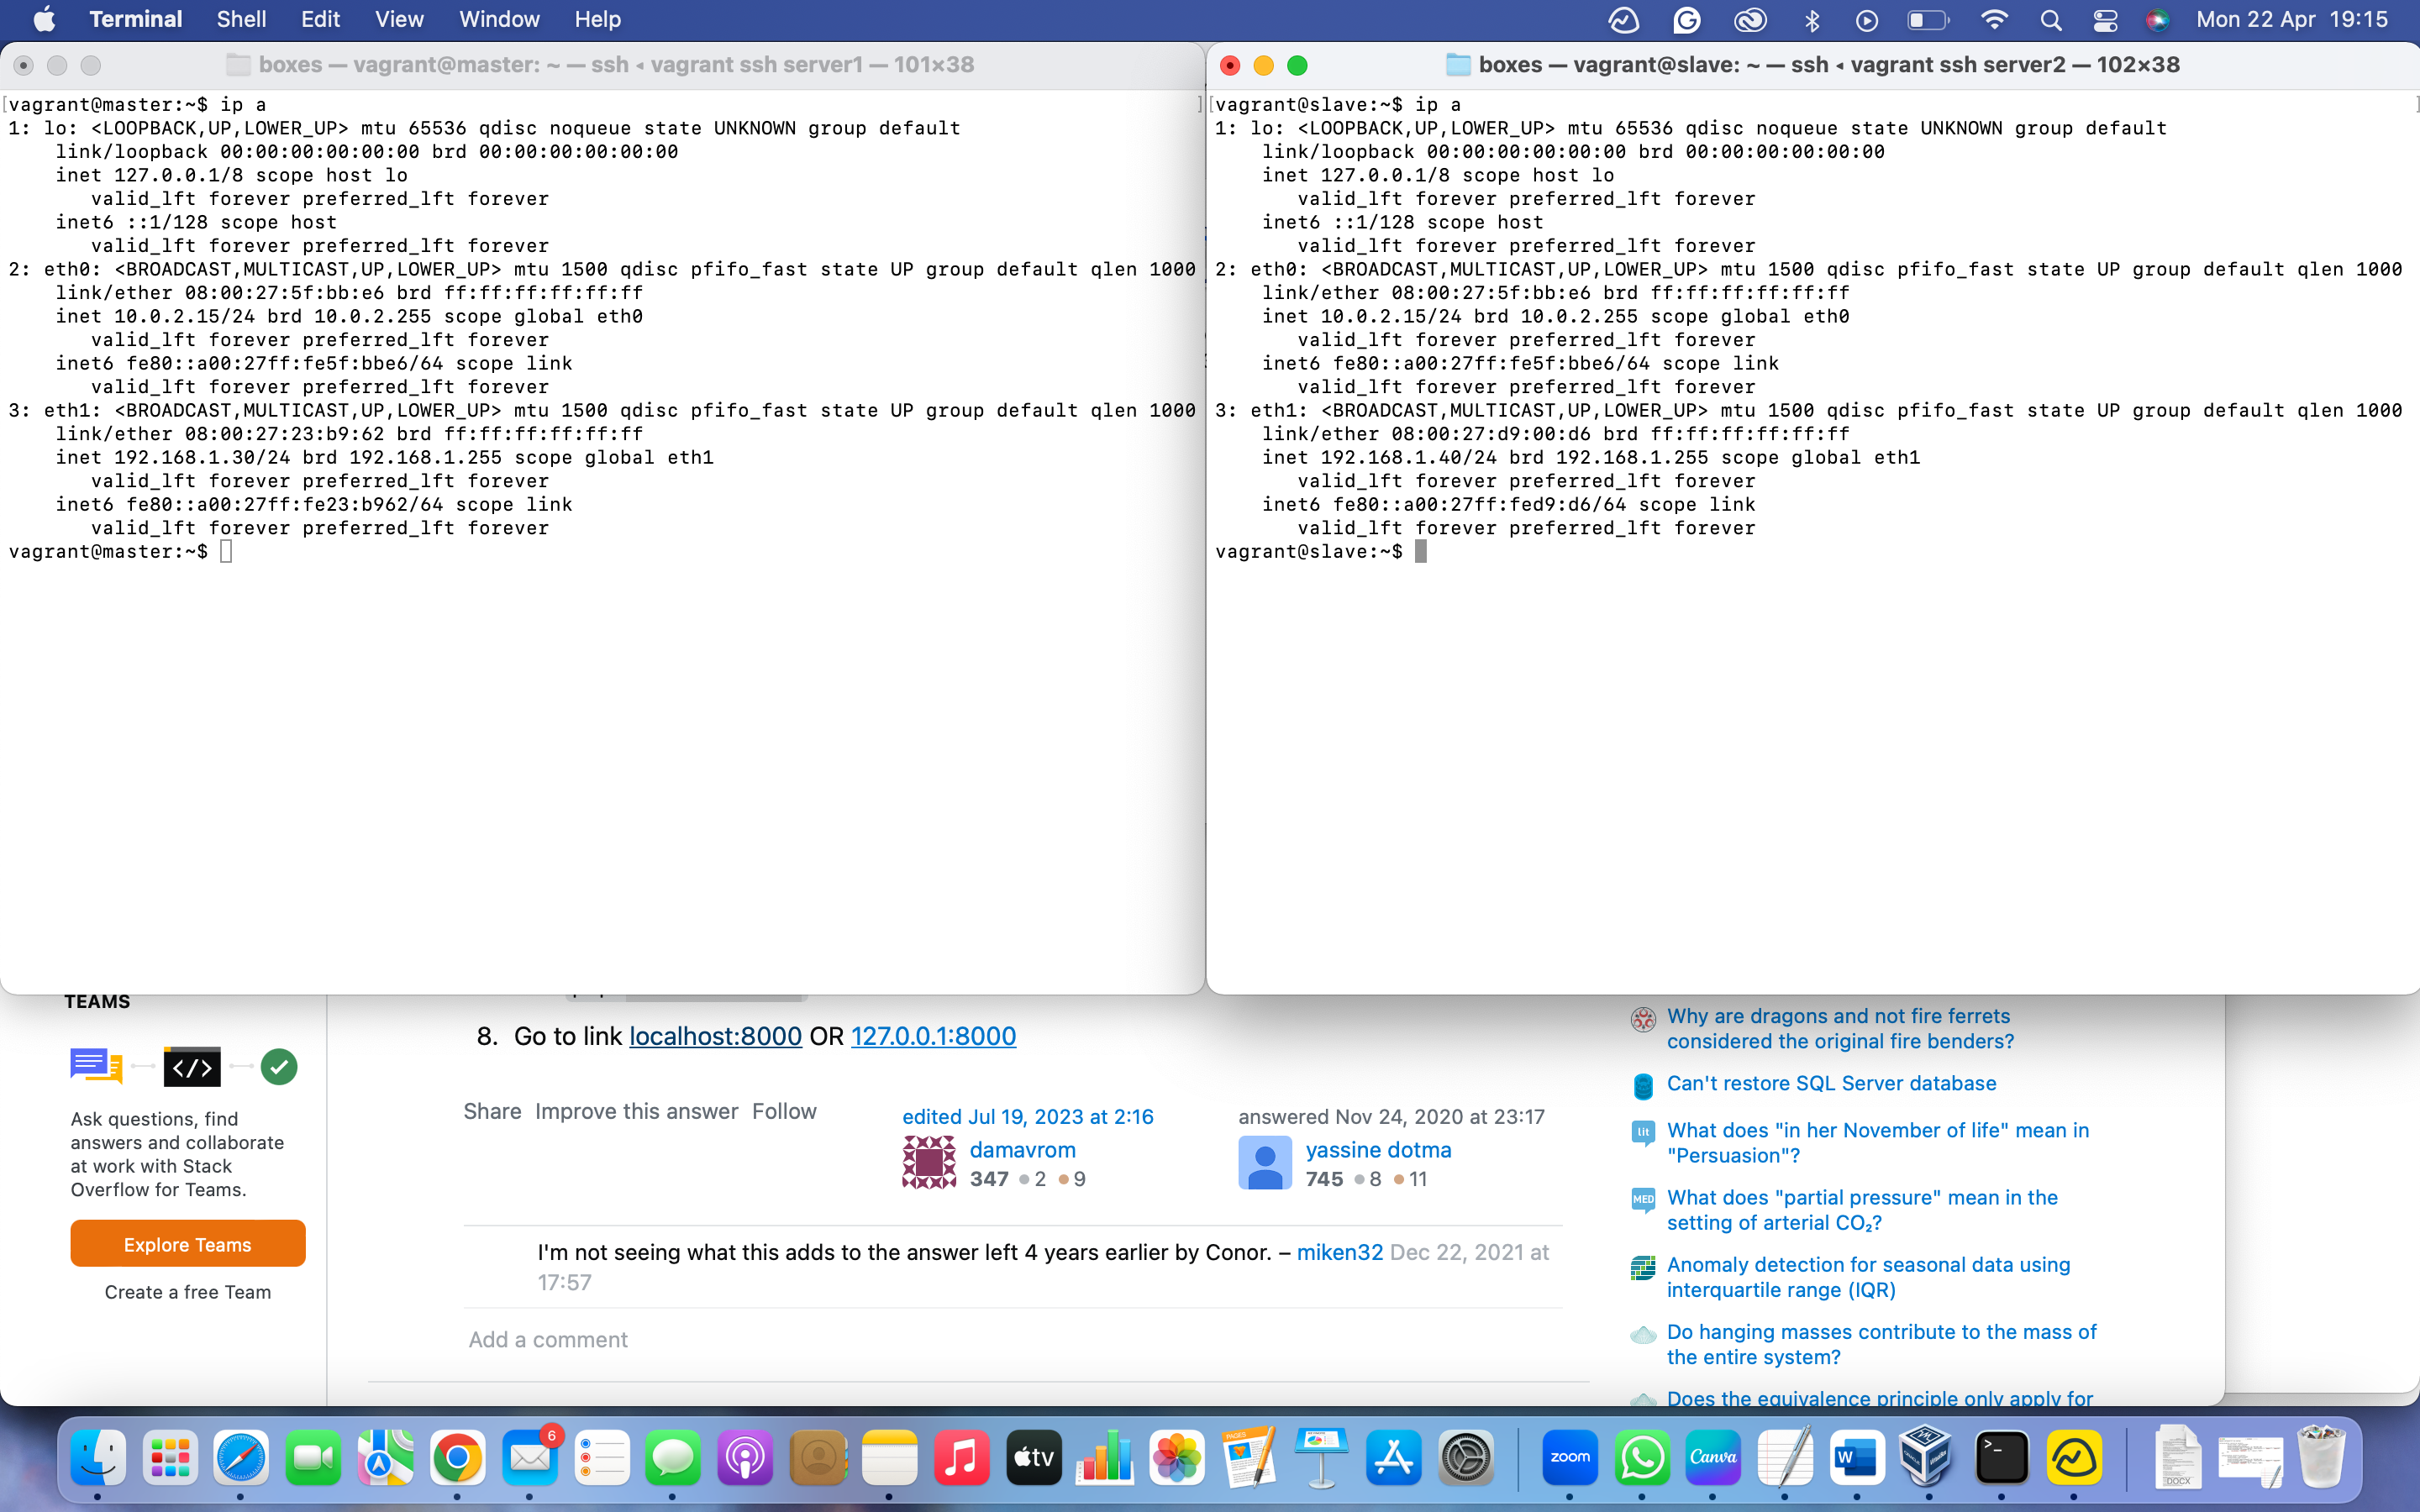 Terminal Shell Edit View Window Help Mon 22 Apr 19:15
boxes — vagrant@master: ~ — ssh ◂ vagrant ssh server1 — 101×38
[vagrant@master:~$ ip a ]
1: lo: <LOOPBACK,UP,LOWER_UP> mtu 65536 qdisc noqueue state UNKNOWN group default
link/loopback 00:00:00:00:00:00 brd 00:00:00:00:00:00
inet 127.0.0.1/8 scope host lo
valid_lft forever preferred_lft forever
inet6 ::1/128 scope host
valid_lft forever preferred_lft forever
2: eth0: <BROADCAST,MULTICAST,UP,LOWER_UP> mtu 1500 qdisc pfifo_fast state UP group default qlen 1000
link/ether 08:00:27:5f:bb:e6 brd ff:ff:ff:ff:ff:ff
inet 10.0.2.15/24 brd 10.0.2.255 scope global eth0
valid_lft forever preferred_lft forever
inet6 fe80::a00:27ff:fe5f:bbe6/64 scope link
valid_lft forever preferred_lft forever
3: eth1: <BROADCAST,MULTICAST,UP,LOWER_UP> mtu 1500 qdisc pfifo_fast state UP group default qlen 1000
link/ether 08:00:27:23:b9:62 brd ff:ff:ff:ff:ff:ff
inet 192.168.1.30/24 brd 192.168.1.255 scope global eth1
valid_lft forever preferred_lft forever
inet6 fe80::a00:27ff:fe23:b962/64 scope link
valid_lft forever preferred_lft forever
vagrant@master:~$
boxes — vagrant@slave: ~ — ssh ◂ vagrant ssh server2 — 102×38
[vagrant@slave:~$ ip a ]
1: lo: <LOOPBACK,UP,LOWER_UP> mtu 65536 qdisc noqueue state UNKNOWN group default
link/loopback 00:00:00:00:00:00 brd 00:00:00:00:00:00
inet 127.0.0.1/8 scope host lo
valid_lft forever preferred_lft forever
inet6 ::1/128 scope host
valid_lft forever preferred_lft forever
2: eth0: <BROADCAST,MULTICAST,UP,LOWER_UP> mtu 1500 qdisc pfifo_fast state UP group default qlen 1000
link/ether 08:00:27:5f:bb:e6 brd ff:ff:ff:ff:ff:ff
inet 10.0.2.15/24 brd 10.0.2.255 scope global eth0
valid_lft forever preferred_lft forever
inet6 fe80::a00:27ff:fe5f:bbe6/64 scope link
valid_lft forever preferred_lft forever
3: eth1: <BROADCAST,MULTICAST,UP,LOWER_UP> mtu 1500 qdisc pfifo_fast state UP group default qlen 1000
link/ether 08:00:27:d9:00:d6 brd ff:ff:ff:ff:ff:ff
inet 192.168.1.40/24 brd 192.168.1.255 scope global eth1
valid_lft forever preferred_lft forever
inet6 fe80::a00:27ff:fed9:d6/64 scope link
valid_lft forever preferred_lft forever
vagrant@slave:~$
TEAMS
</>
Ask questions, find
answers and collaborate
at work with Stack
Overflow for Teams.
Explore Teams
Create a free Team
8. Go to link localhost:8000 OR 127.0.0.1:8000
Share Improve this answer Follow
edited Jul 19, 2023 at 2:16
damavrom
347 ● 2 ● 9
answered Nov 24, 2020 at 23:17
yassine dotma
745 ● 8 ● 11
I'm not seeing what this adds to the answer left 4 years earlier by Conor. – miken32 Dec 22, 2021 at
17:57
Add a comment
Why are dragons and not fire ferrets
considered the original fire benders?
Can't restore SQL Server database
lit
What does "in her November of life" mean in
"Persuasion"?
MED
What does "partial pressure" mean in the
setting of arterial CO₂?
Anomaly detection for seasonal data using
interquartile range (IQR)
Do hanging masses contribute to the mass of
the entire system?
Does the equivalence principle only apply for
6
tv
PAGES
zoom
Canva
W
>_
DOCX